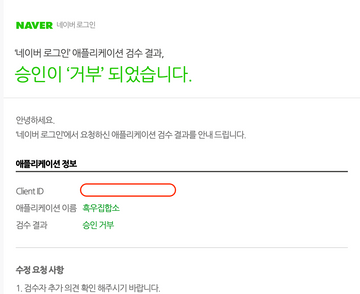 NAVER 네이버 로그인
'네이버 로그인' 애플리케이션 검수 결과,
승인이 '거부' 되었습니다.
안녕하세요.
'네이버 로그인'에서 요청하신 애플리케이션 검수 결과를 안내 드립니다.
애플리케이션 정보
Client ID
애플리케이션 이름 흑우집합소
검수 결과 승인 거부
수정 요청 사항
1. 검수자 추가 의견 확인 해주시기 바랍니다.